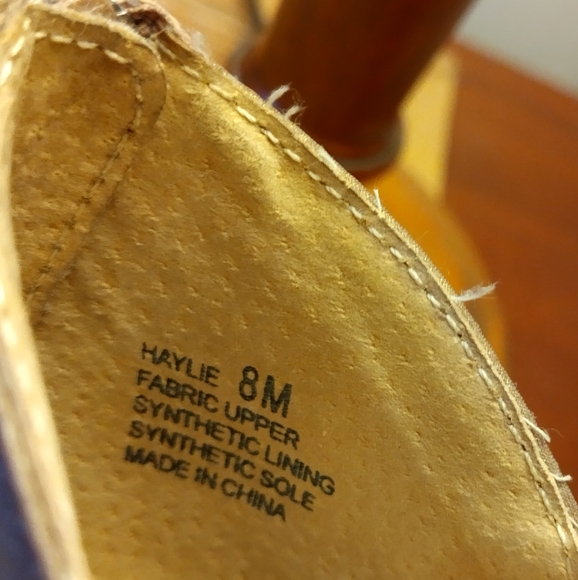 HAYLIE 8M
FABRIC UPPER
SYNTHETIC LINING
SYNTHETIC SOLE
MADE IN CHINA